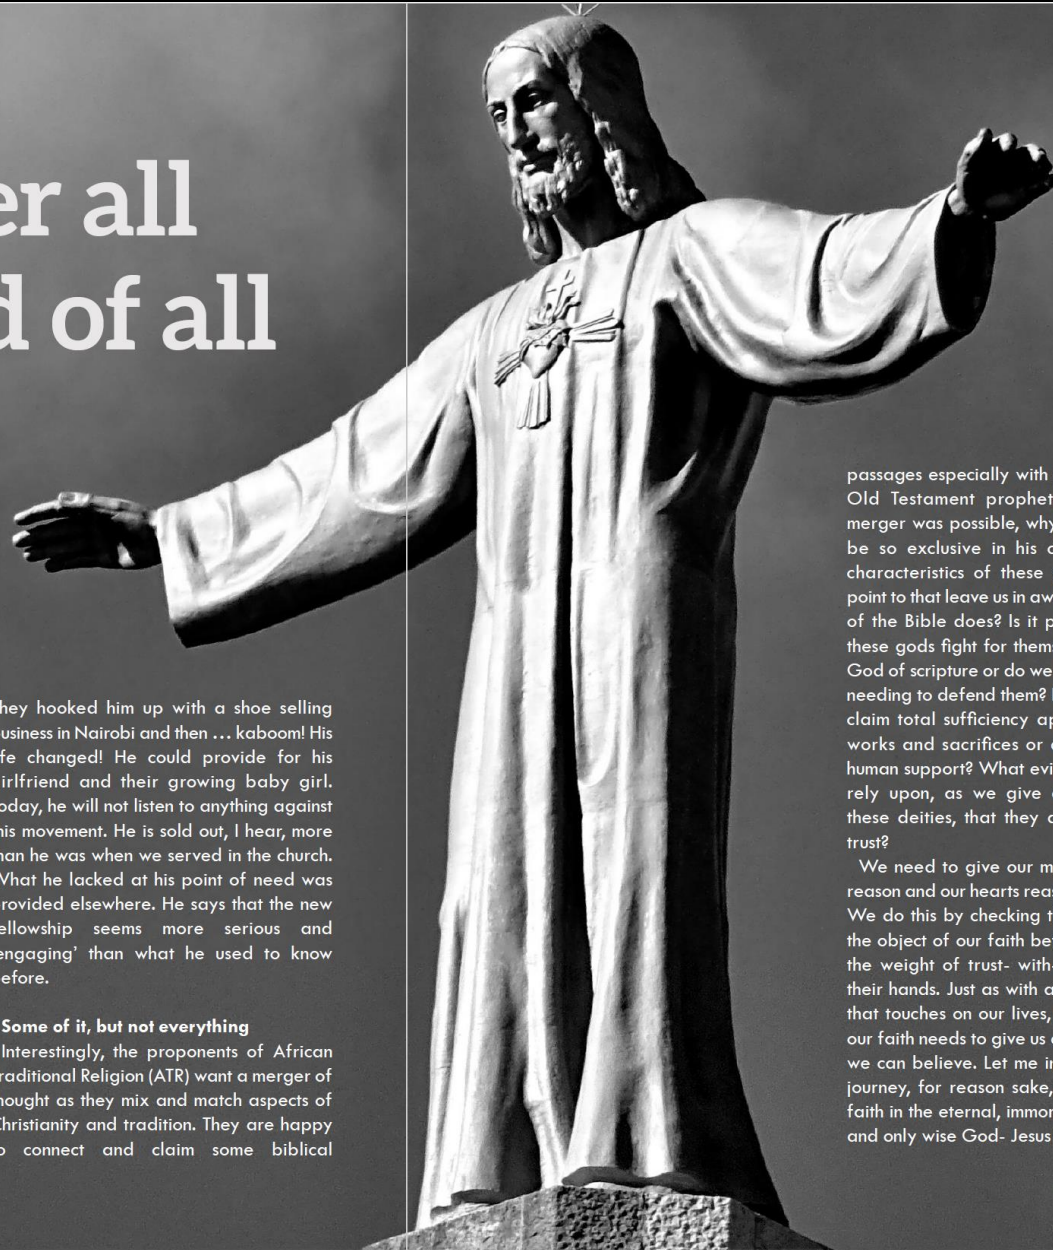 er all
d of all
hey hooked him up with a shoe selling
usiness in Nairobi and then … kaboom! His
fe changed! He could provide for his
irlfriend and their growing baby girl.
oday, he will not listen to anything against
his movement. He is sold out, I hear, more
han he was when we served in the church.
What he lacked at his point of need was
rovided elsewhere. He says that the new
ellowship seems more serious and
engaging’ than what he used to know
efore.
Some of it, but not everything
Interestingly, the proponents of African
raditional Religion (ATR) want a merger of
hought as they mix and match aspects of
Christianity and tradition. They are happy
o connect and claim some biblical
passages especially with
Old Testament prophet
merger was possible, why
be so exclusive in his c
characteristics of these
point to that leave us in aw
of the Bible does? Is it p
these gods fight for thems
God of scripture or do we
needing to defend them?
claim total sufficiency ap
works and sacrifices or
human support? What evi
rely upon, as we give
these deities, that they
trust?
We need to give our m
reason and our hearts reas
We do this by checking t
the object of our faith bef
the weight of trust- with-
their hands. Just as with a
that touches on our lives,
our faith needs to give us
we can believe. Let me in
journey, for reason sake,
faith in the eternal, immor
and only wise God- Jesus